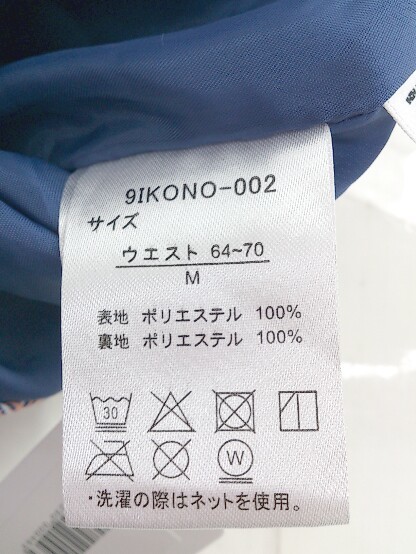 9IKONO-002
サイズ
ウエスト 64~70
M
表地 ポリエステル 100%
裏地 ポリエステル 100%
30
W
・洗濯の際はネットを使用。